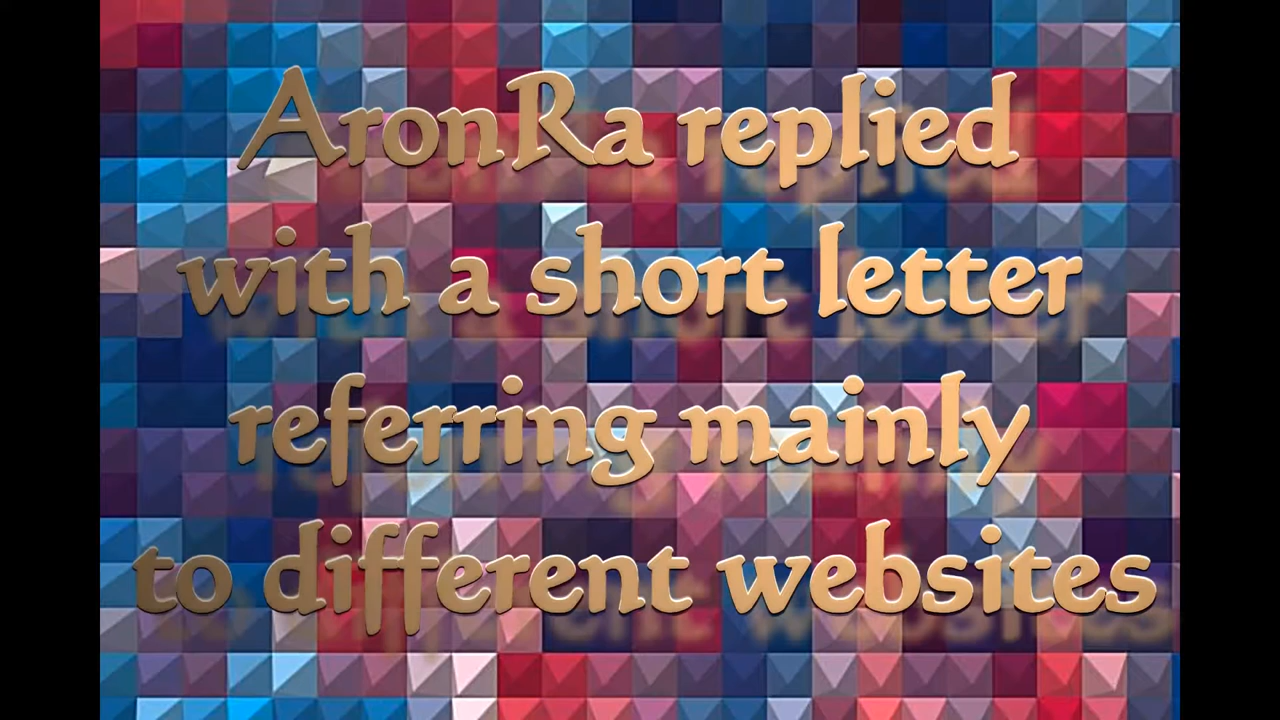 AronRa replied
with a short letter
referring mainly
to different websites